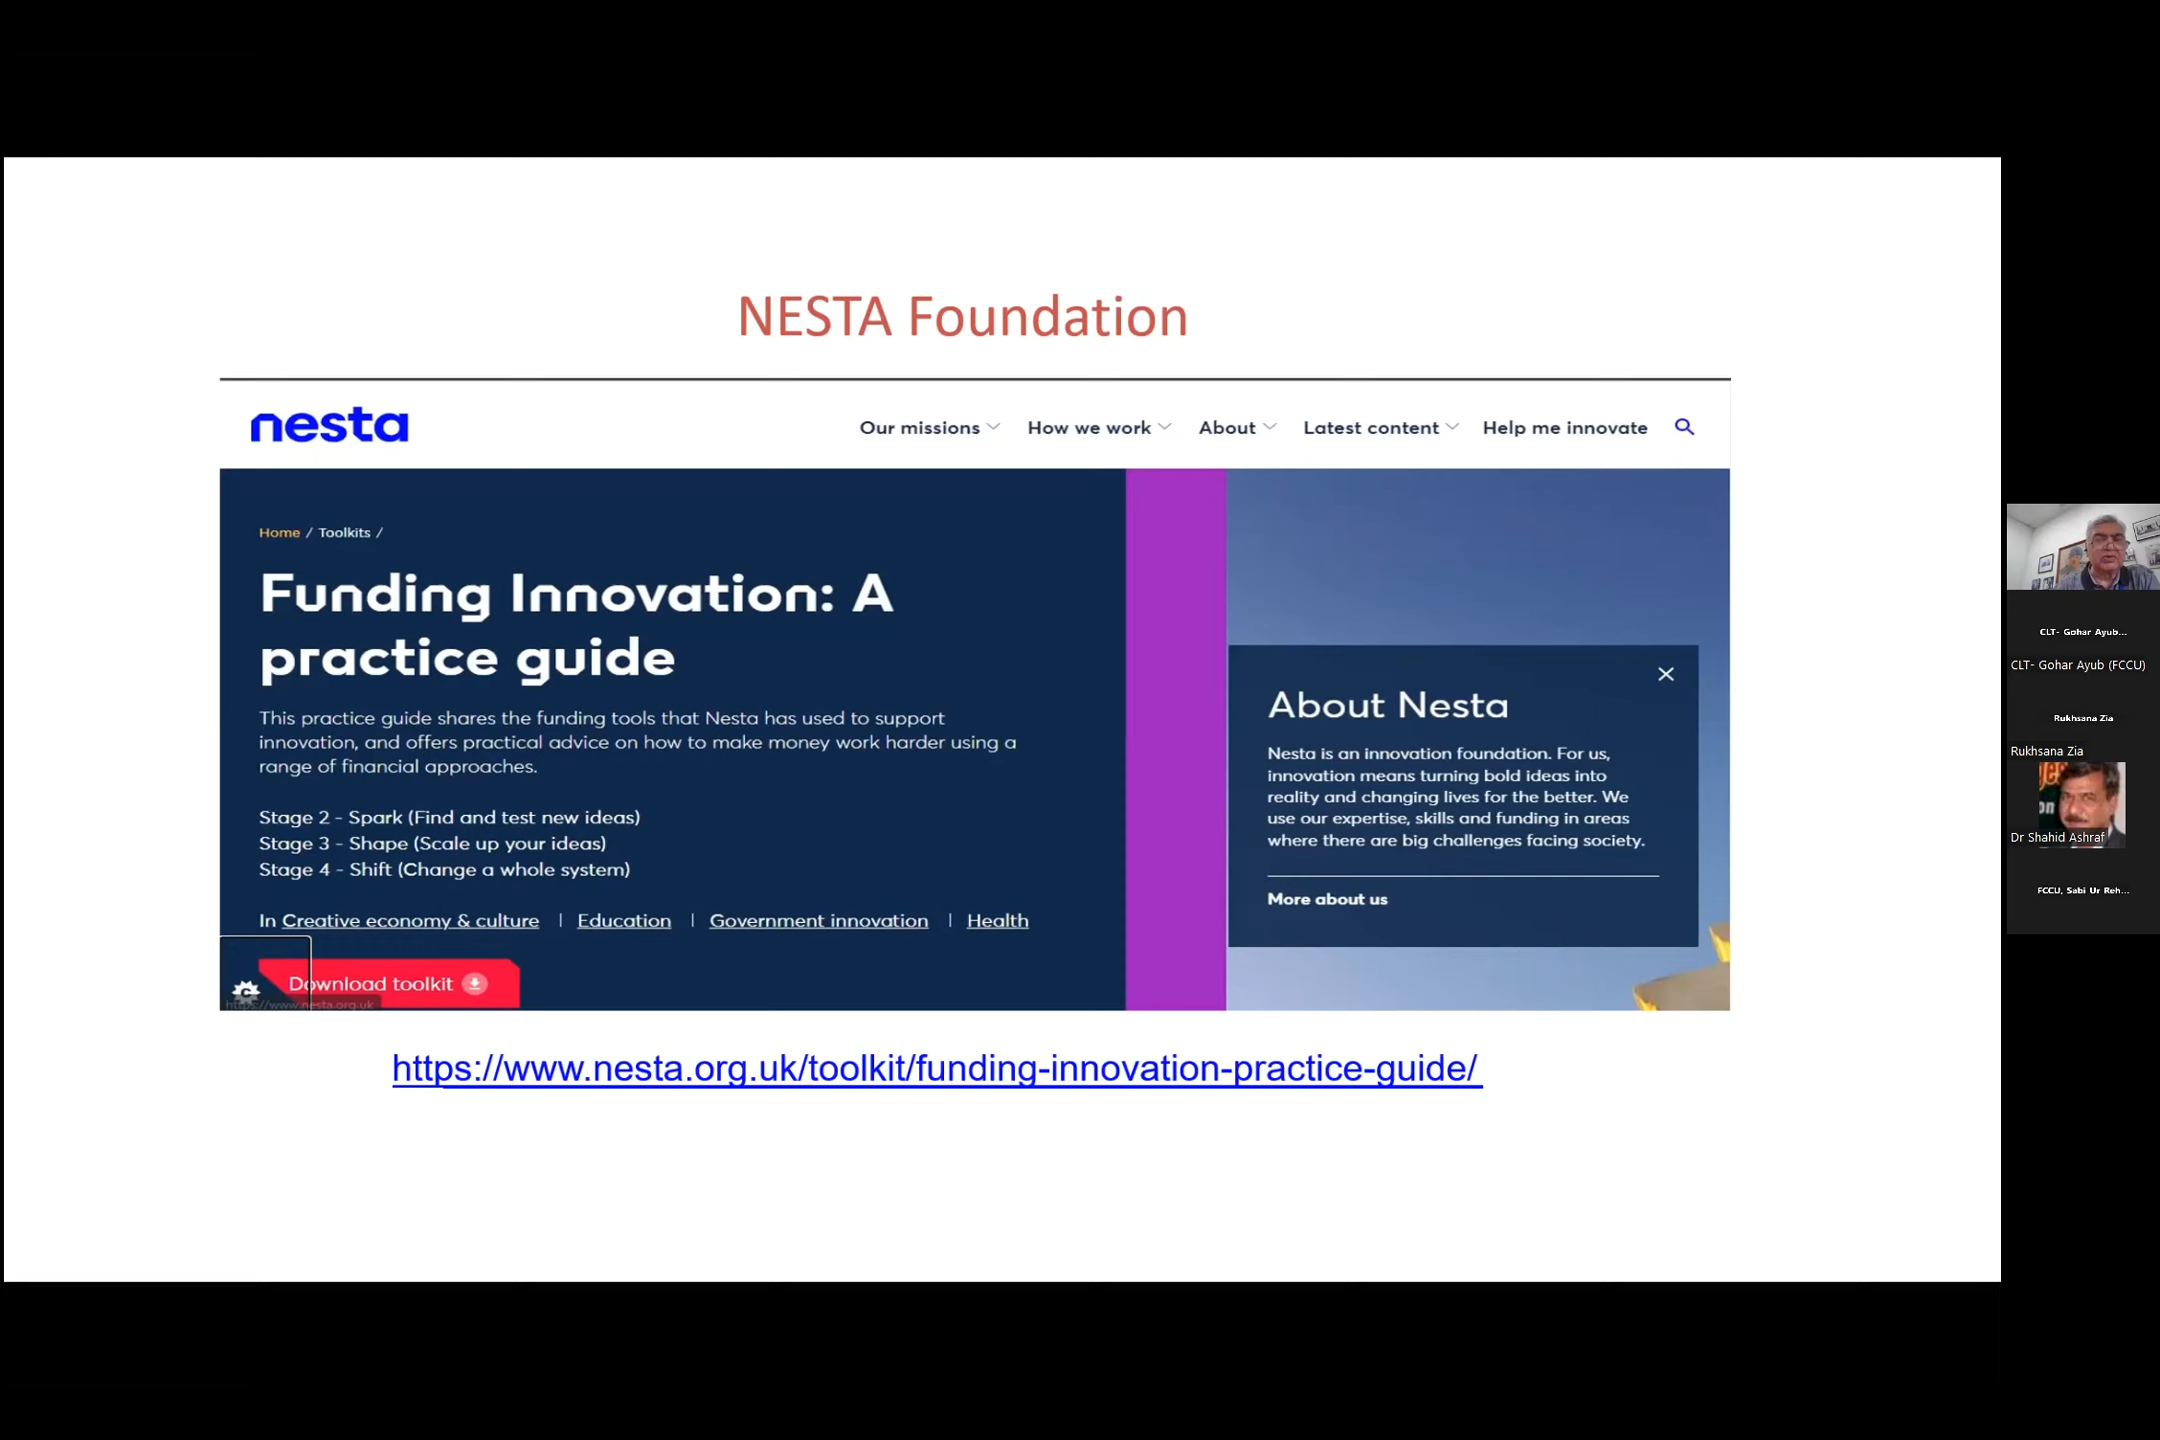 NESTA Foundation
nesta
Our missions
How we work
About
Latest content
Help me innovate
Home / Toolkits /
Funding Innovation: A
practice guide
This practice guide shares the funding tools that Nesta has used to support
innovation, and offers practical advice on how to make money work harder using a
range of financial approaches.
Stage 2 - Spark (Find and test new ideas)
Stage 3 - Shape (Scale up your ideas)
Stage 4 - Shift (Change a whole system)
In Creative economy & culture | Education | Government innovation | Health
Download toolkit
https://www.nesta.org.uk
About Nesta
Nesta is an innovation foundation. For us,
innovation means turning bold ideas into
reality and changing lives for the better. We
use our expertise, skills and funding in areas
where there are big challenges facing society.
More about us
https://www.nesta.org.uk/toolkit/funding-innovation-practice-guide/
CLT- Gohar Ayub...
CLT- Gohar Ayub (FCCU)
Rukhsana Zia
Rukhsana Zia
Dr Shahid Ashraf
FCCU, Sabi Ur Reh...